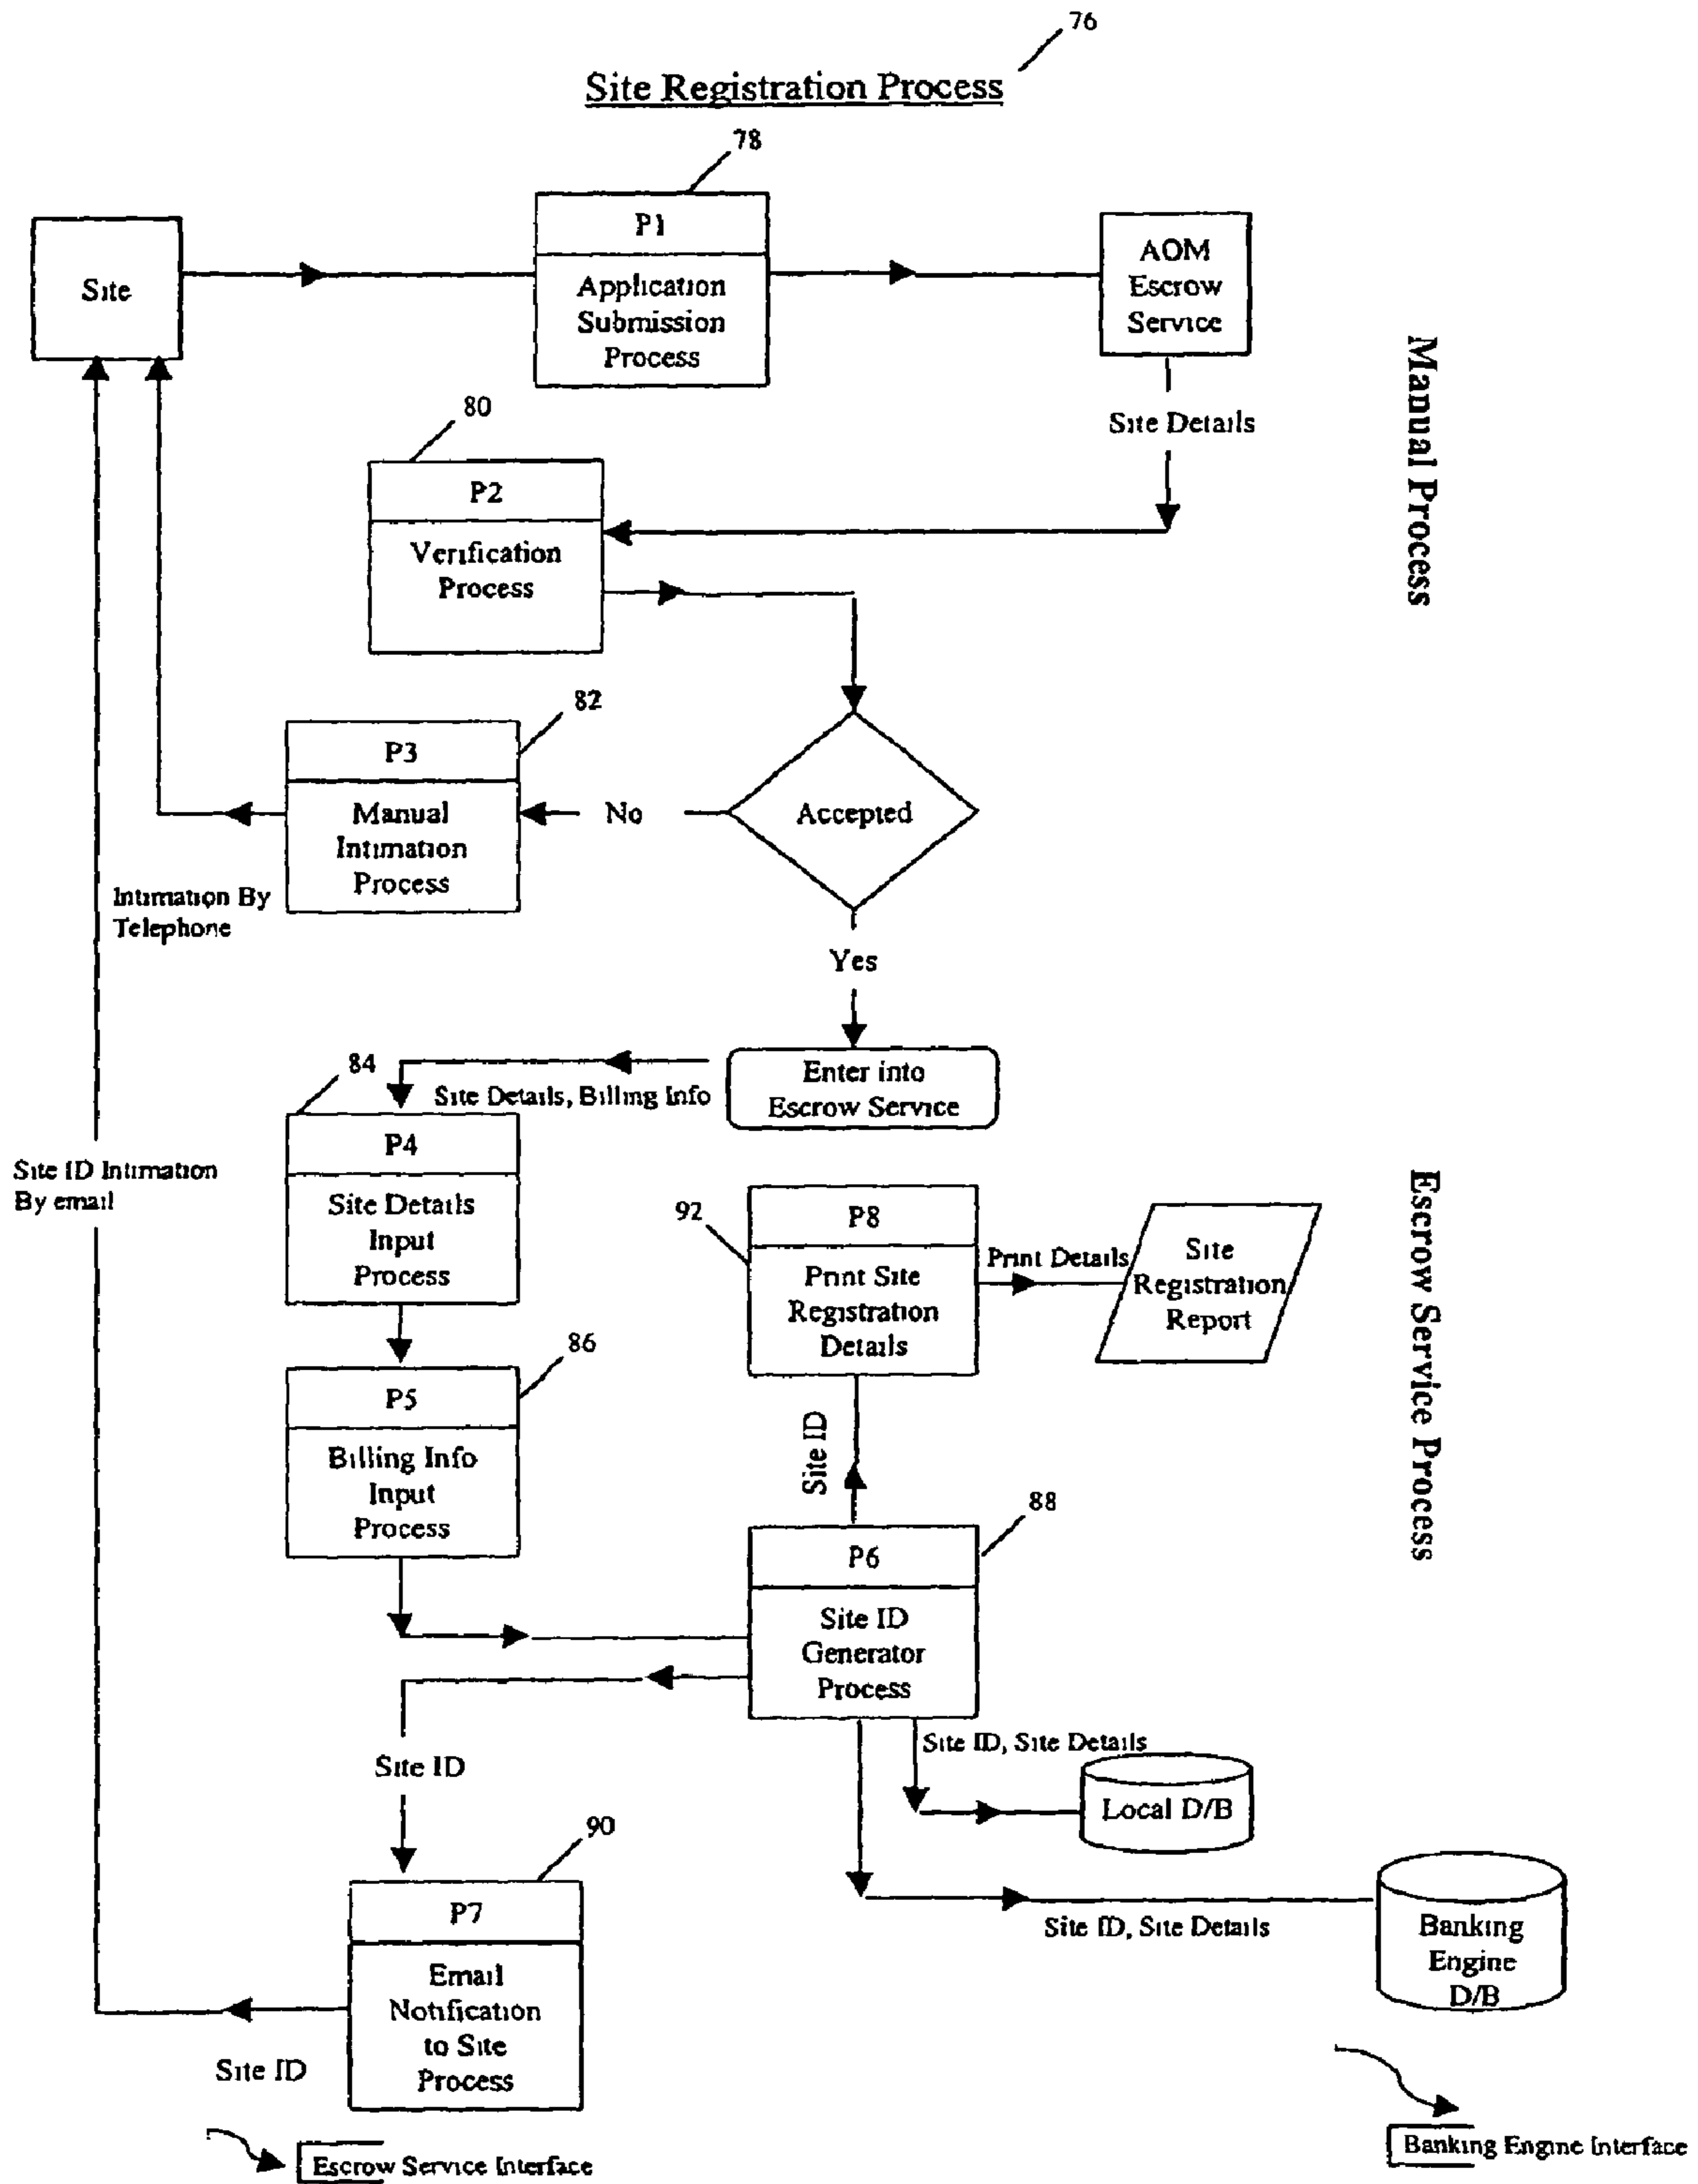 76
Site Registration Process
78
P1
Application
Submission
Process
Site
AOM
Escrow
Service
Site Details
Manual Process
80
P2
Verification
Process
82
P3
Manual
Intimation
Process
No
Accepted
Intimation By
Telephone
Yes
Enter into
Escrow Service
84
Site Details, Billing Info
P4
Site Details
Input
Process
Site ID Intimation
By email
92
P8
Print Site
Registration
Details
Print Details
Site
Registration
Report
Escrow Service Process
86
P5
Billing Info
Input
Process
Site ID
88
P6
Site ID
Generator
Process
Site ID, Site Details
Local D/B
Site ID
90
P7
Email
Notification
to Site
Process
Site ID, Site Details
Banking
Engine
D/B
Site ID
Escrow Service Interface
Banking Engine Interface